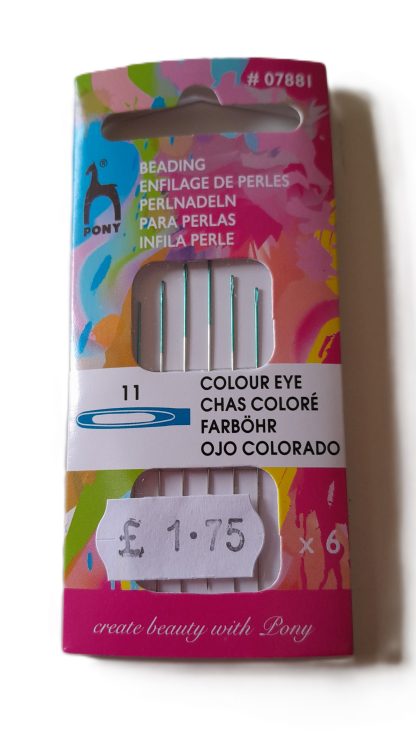 # 07881
BEADING
ENFILAGE DE PERLES
PERLNADELN
PARA PERLAS
INFILA PERLE
®
PONY
11
COLOUR EYE
CHAS COLORÉ
FARBÖHR
OJO COLORADO
£ 1·75
x 6
create beauty with Pony